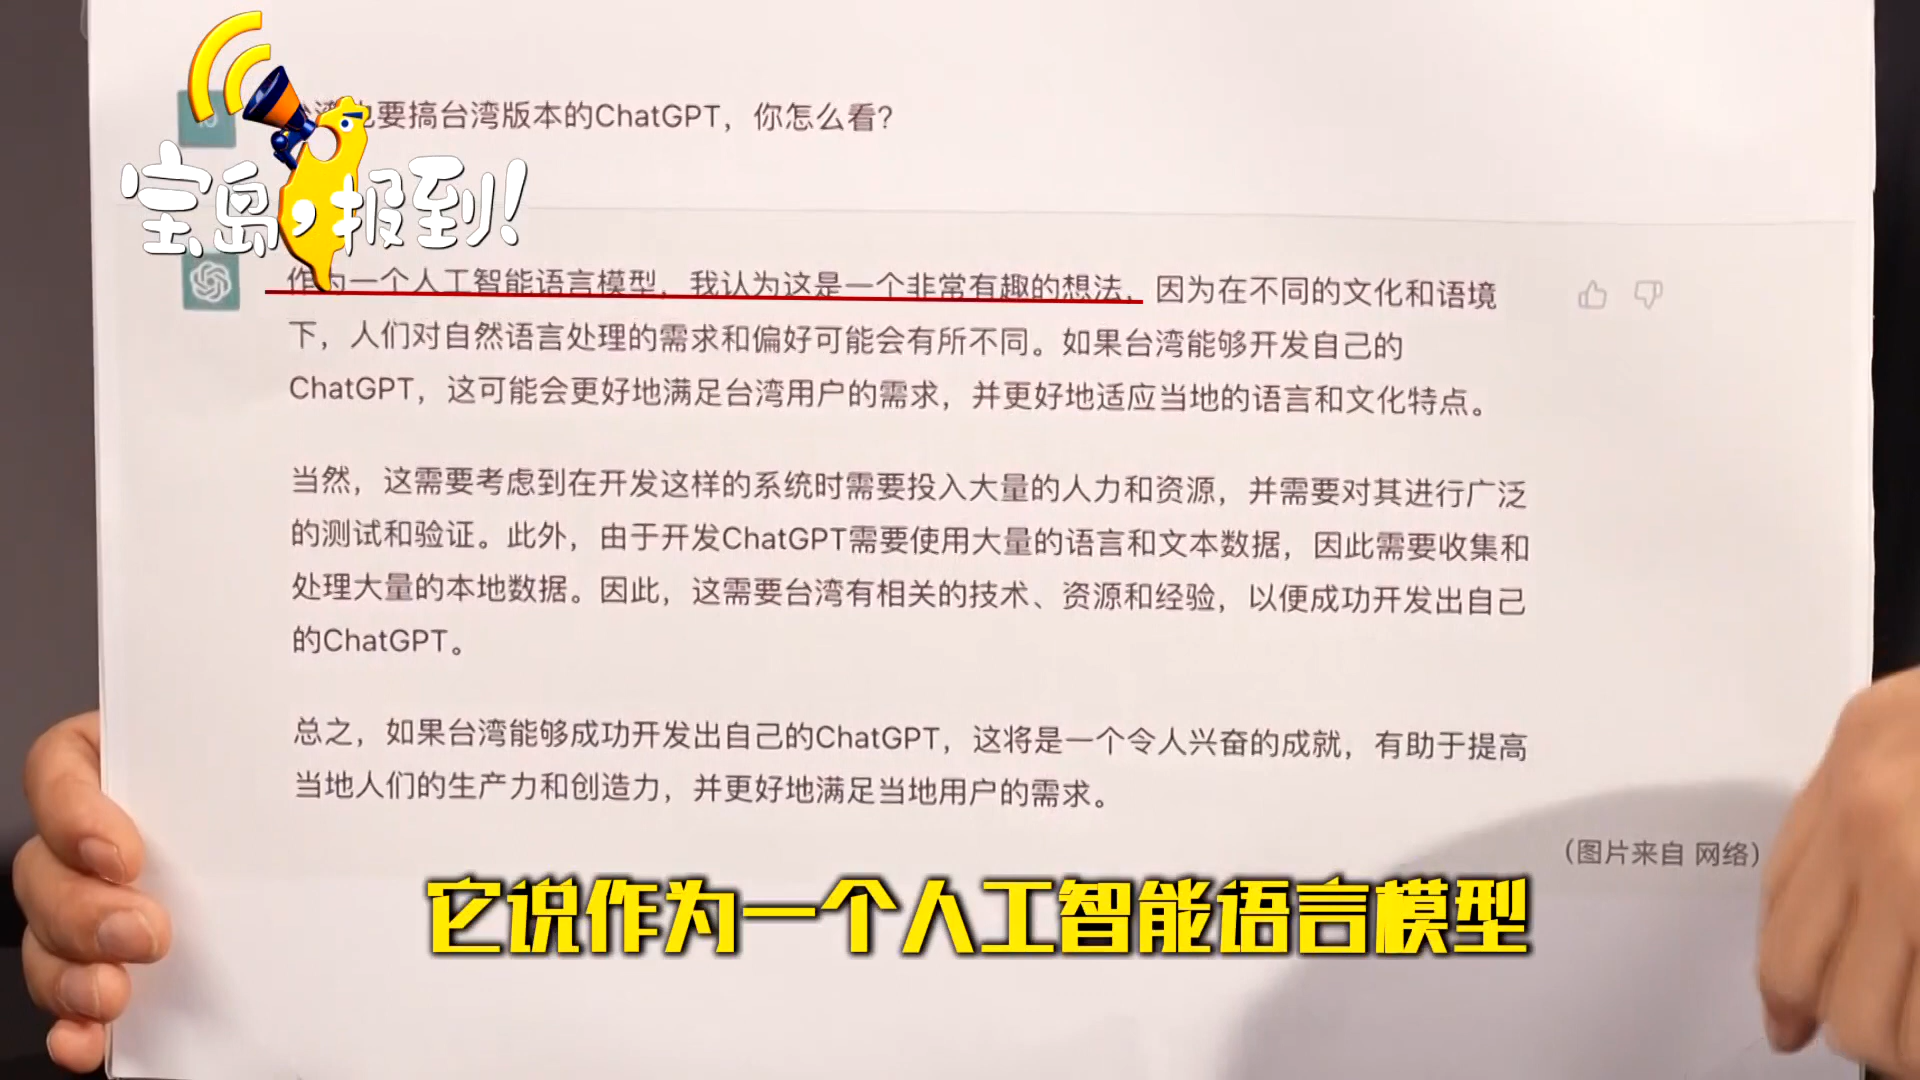 湾也要搞台湾版本的ChatGPT，你怎么看?
宝岛，报到!
作为一个人工智能语言模型，我认为这是一个非常有趣的想法，因为在不同的文化和语境
下，人们对自然语言处理的需求和偏好可能会有所不同。如果台湾能够开发自己的
ChatGPT，这可能会更好地满足台湾用户的需求，并更好地适应当地的语言和文化特点。
当然，这需要考虑到在开发这样的系统时需要投入大量的人力和资源，并需要对其进行广泛
的测试和验证。此外，由于开发ChatGPT需要使用大量的语言和文本数据，因此需要收集和
处理大量的本地数据。因此，这需要台湾有相关的技术、资源和经验，以便成功开发出自己
的ChatGPT。
总之，如果台湾能够成功开发出自己的ChatGPT，这将是一个令人兴奋的成就，有助于提高
当地人们的生产力和创造力，并更好地满足当地用户的需求。
(图片来自 网络)
它说作为一个人工智能语言模型